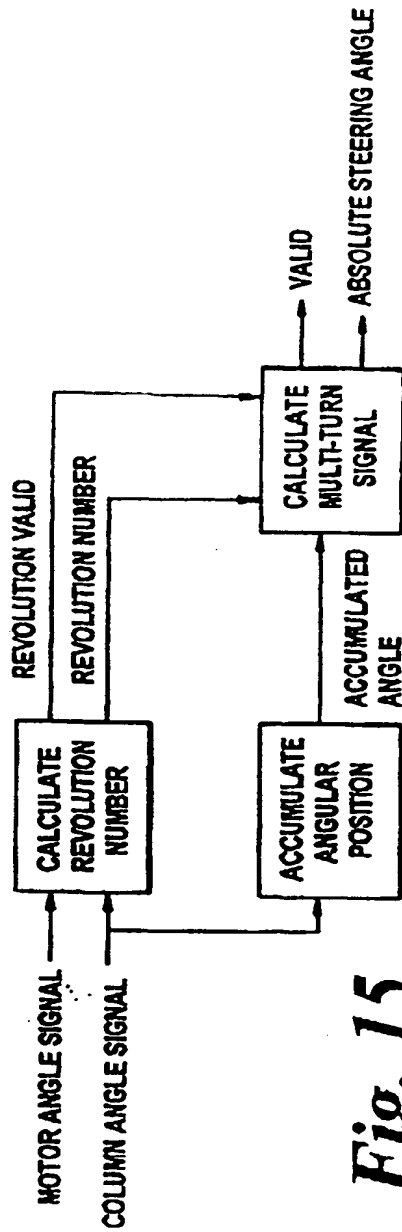 MOTOR ANGLE SIGNAL
COLUMN ANGLE SIGNAL
CALCULATE
REVOLUTION
NUMBER
REVOLUTION VALID
REVOLUTION NUMBER
ACCUMULATE
ANGULAR
POSITION
ACCUMULATED
ANGLE
CALCULATE
MULTI-TURN
SIGNAL
VALID
ABSOLUTE STEERING ANGLE
Fig. 15